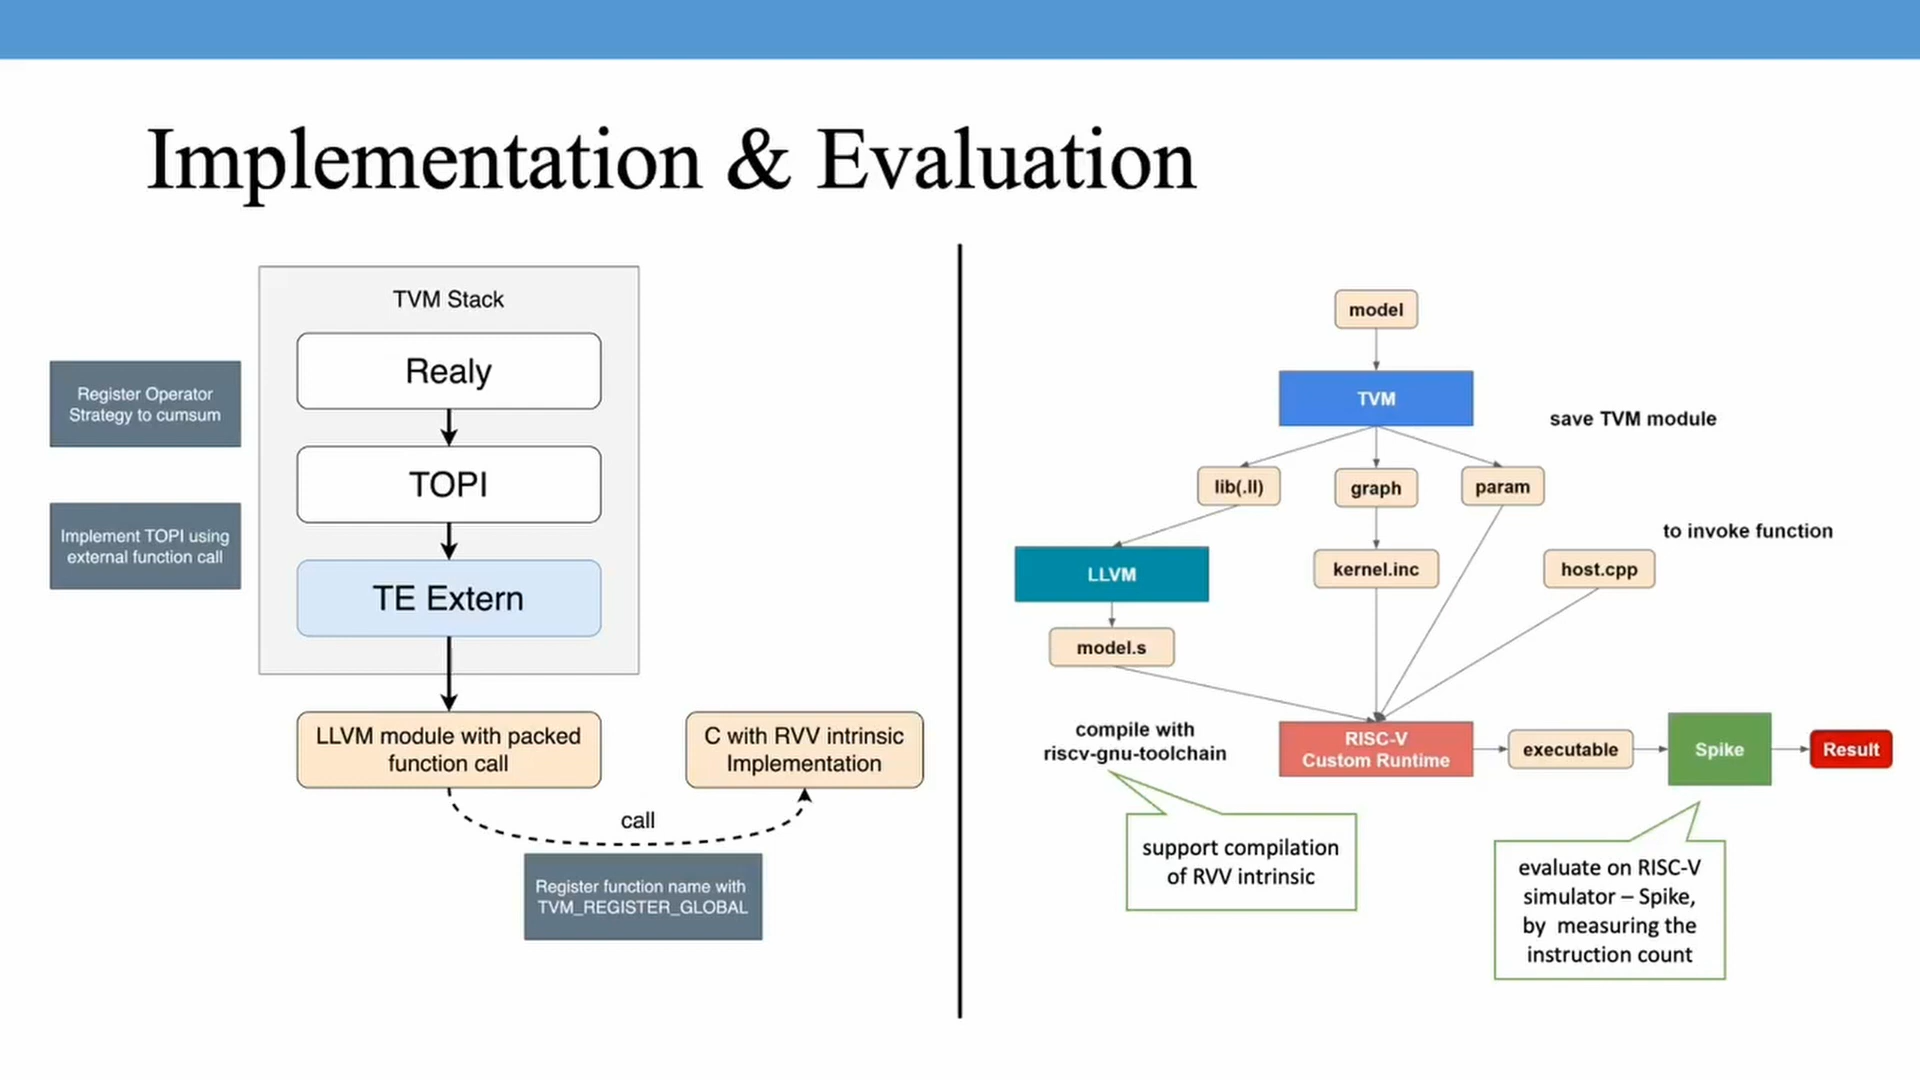 Implementation & Evaluation
TVM Stack
Realy
Register Operator
Strategy to cumsum
TOPI
Implement TOPI using
external function call
TE Extern
LLVM module with packed
function call
C with RVV intrinsic
Implementation
call
Register function name with
TVM_REGISTER_GLOBAL
model
TVM
save TVM module
lib(.ll)
graph
param
to invoke function
LLVM
kernel.inc
host.cpp
model.s
compile with
riscv-gnu-toolchain
RISC-V
Custom Runtime
executable
Spike
Result
support compilation
of RVV intrinsic
evaluate on RISC-V
simulator – Spike,
by measuring the
instruction count